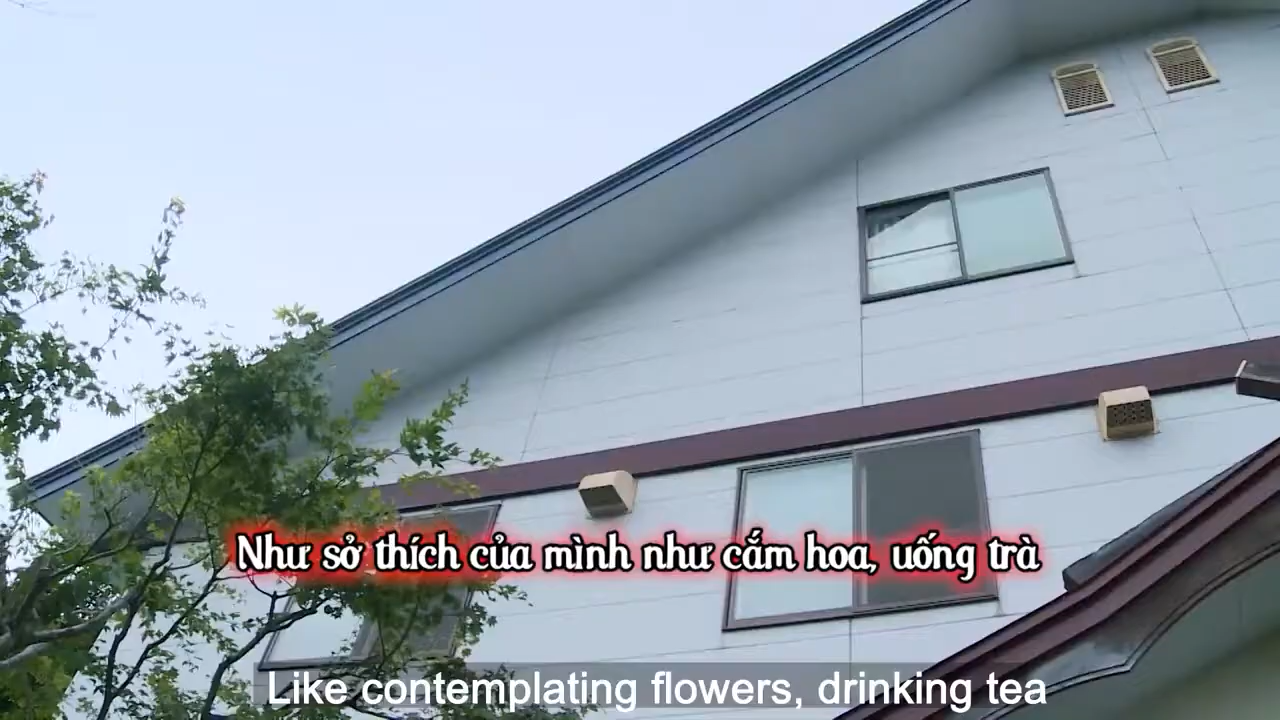 Như sở thích của mình như cắm hoa, uống trà
Like contemplating flowers, drinking tea